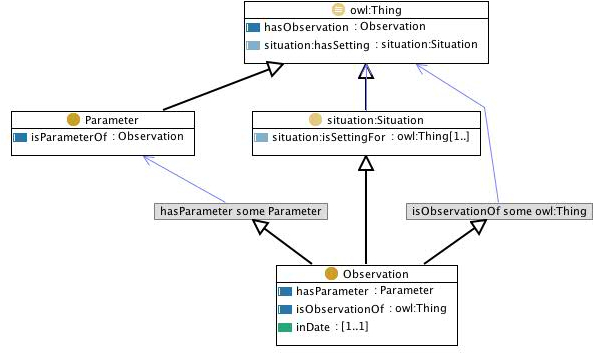 owl:Thing
hasObservation : Observation
situation:hasSetting : situation:Situation
Parameter
isParameterOf : Observation
situation:Situation
situation:isSettingFor : owl:Thing[1..]
hasParameter some Parameter
isObservationOf some owl:Thing
Observation
hasParameter : Parameter
isObservationOf : owl:Thing
inDate : [1..1]